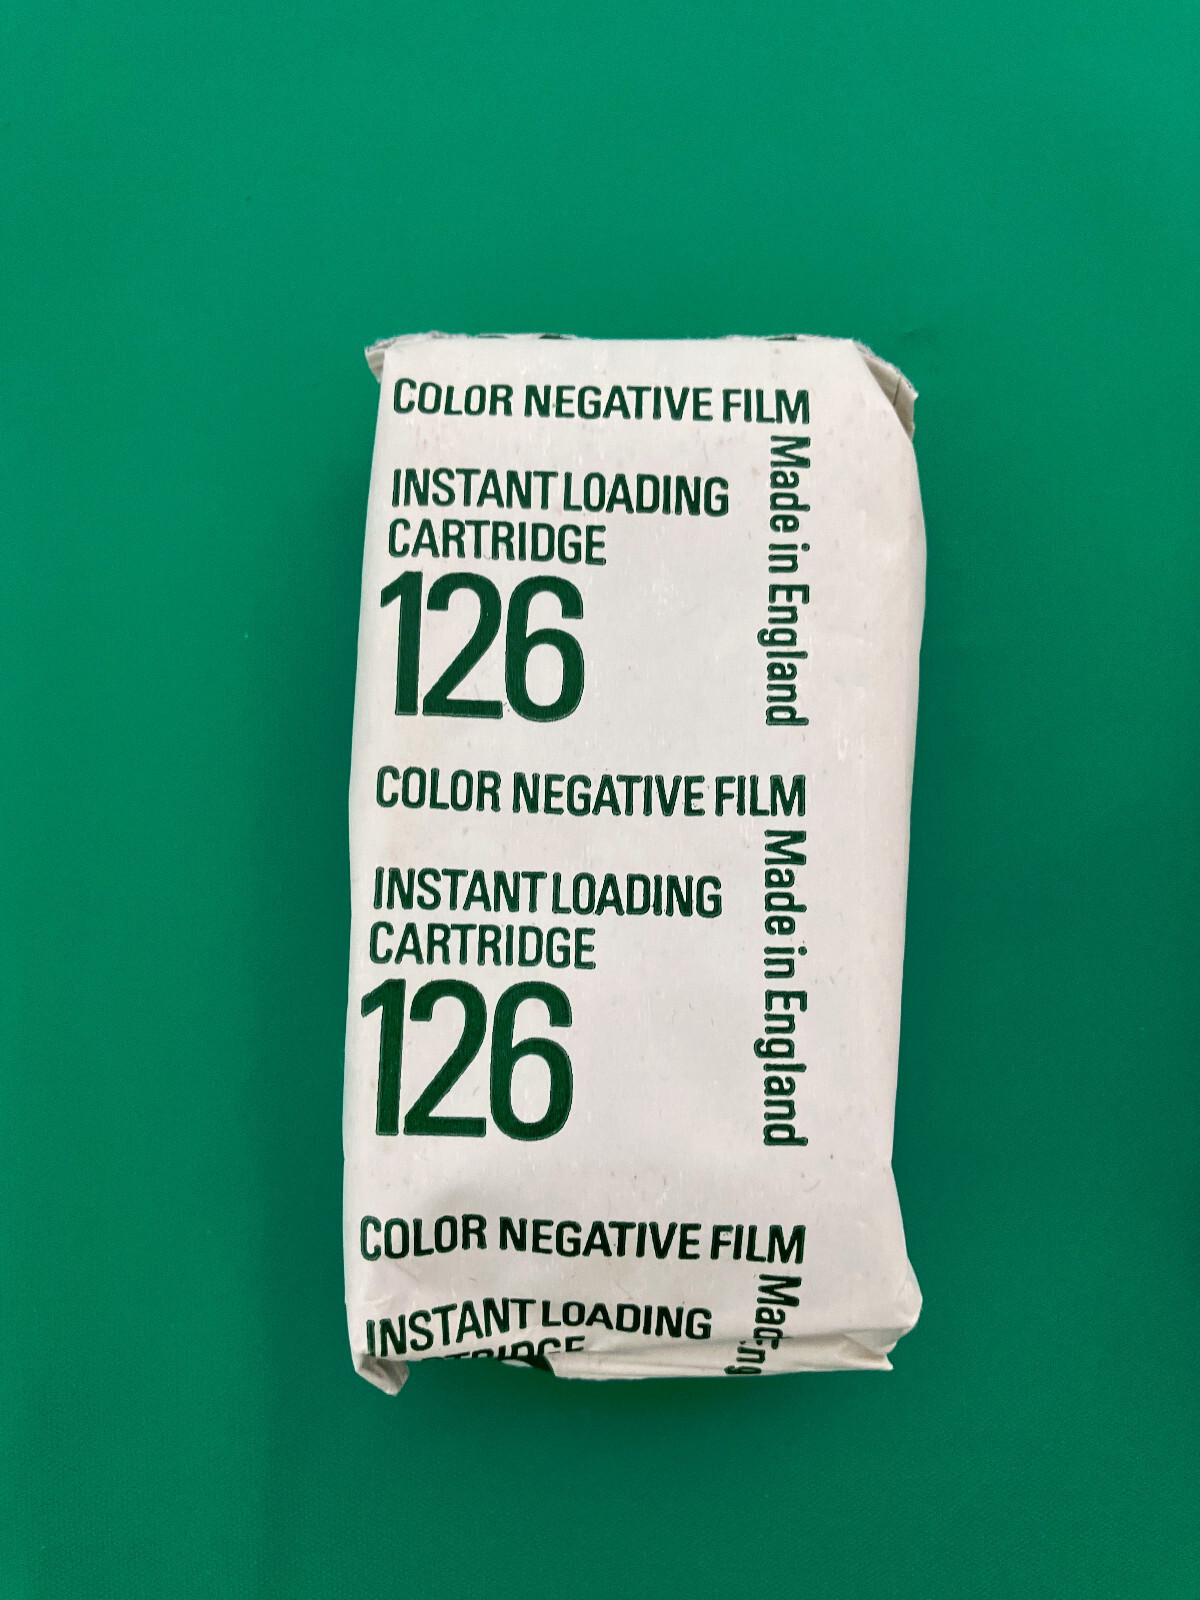 COLOR NEGATIVE FILM
Made in England
INSTANT LOADING
CARTRIDGE
126
COLOR NEGATIVE FILM
Made in England
INSTANT LOADING
CARTRIDGE
126
COLOR NEGATIVE FILM
INSTANT LOADING